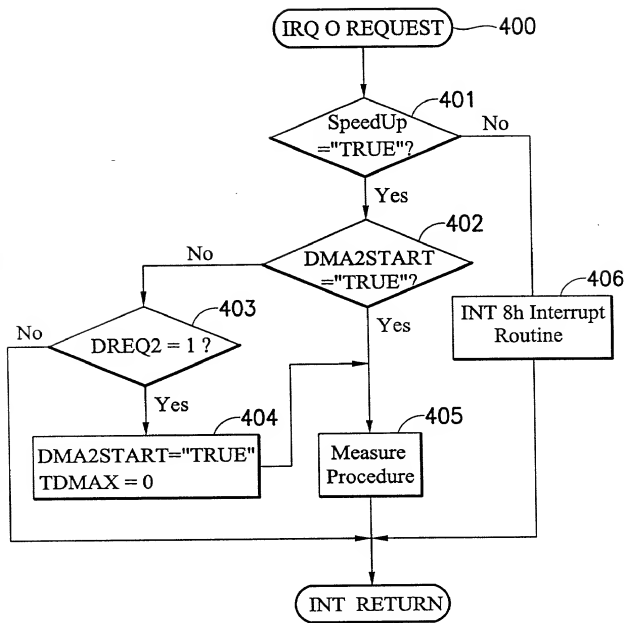 IRQ O REQUEST
400
401
SpeedUp
="TRUE"?
No
Yes
402
No
DMA2START
="TRUE"?
406
403
No
DREQ2 = 1 ?
Yes
INT 8h Interrupt
Routine
Yes
404
405
DMA2START="TRUE"
TDMAX = 0
Measure
Procedure
INT RETURN